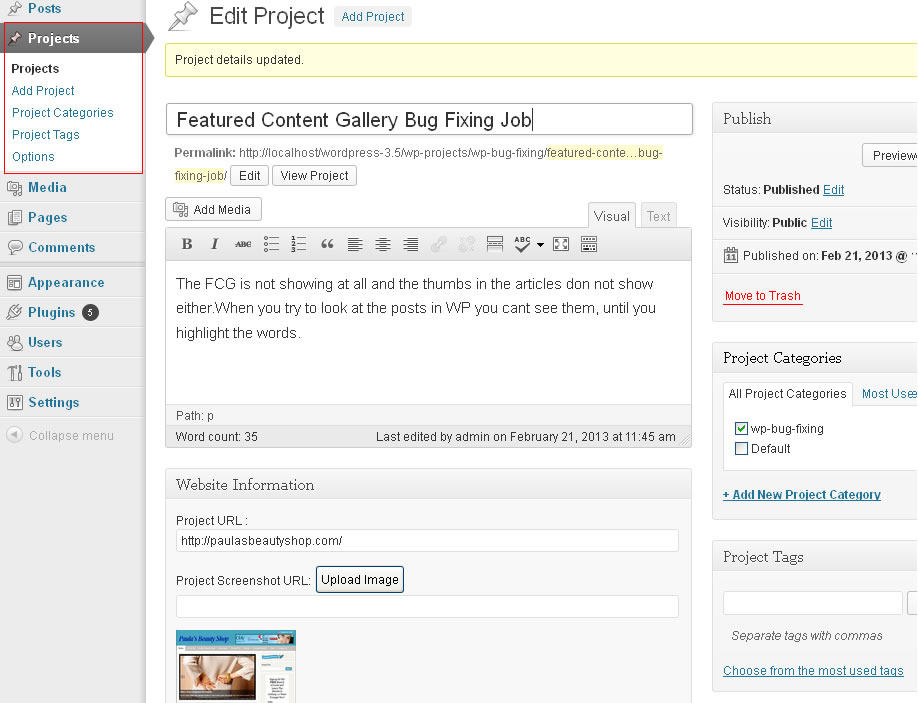 Posts
Projects
Projects
Add Project
Project Categories
Project Tags
Options
Media
Pages
Comments
Appearance
Plugins 5
Users
Tools
Settings
Collapse menu
Edit Project Add Project
Project details updated.
Featured Content Gallery Bug Fixing Job
Permalink: http://localhost/wordpress-3.5/wp-projects/wp-bug-fixing/featured-conte...bug-
fixing-job/ Edit View Project
Add Media
Visual Text
B I ABC ABC
The FCG is not showing at all and the thumbs in the articles don not show
either.When you try to look at the posts in WP you cant see them, until you
highlight the words.
Path: p
Word count: 35 Last edited by admin on February 21, 2013 at 11:45 am
Website Information
Project URL :
http://paulasbeautyshop.com/
Project Screenshot URL: Upload Image
Paula's Beauty Shop
Publish
Preview
Status: Published Edit
Visibility: Public Edit
11 Published on: Feb 21, 2013 @
Move to Trash
Project Categories
All Project Categories Most Use
wp-bug-fixing
Default
+ Add New Project Category
Project Tags
Separate tags with commas
Choose from the most used tags